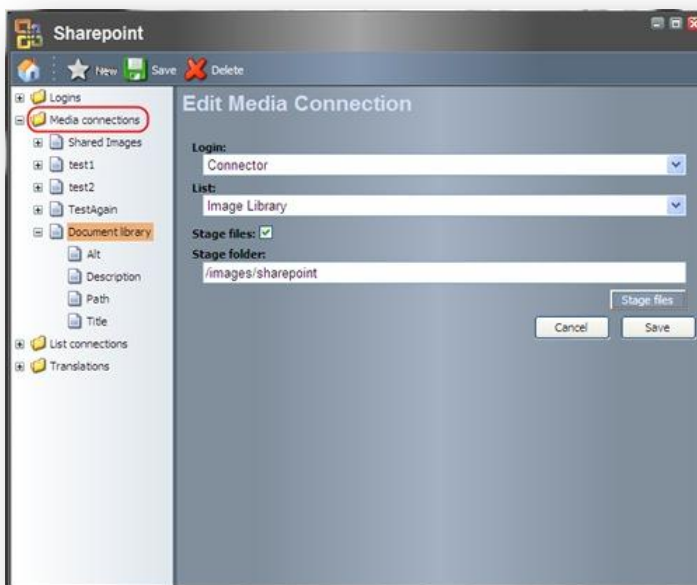 Sharepoint
New Save Delete
Logins
Media connections
Shared Images
test1
test2
TestAgain
Document library
Alt
Description
Path
Title
List connections
Translations
Edit Media Connection
Login:
Connector
List:
Image Library
Stage files:
Stage folder:
/images/sharepoint
Stage files
Cancel Save